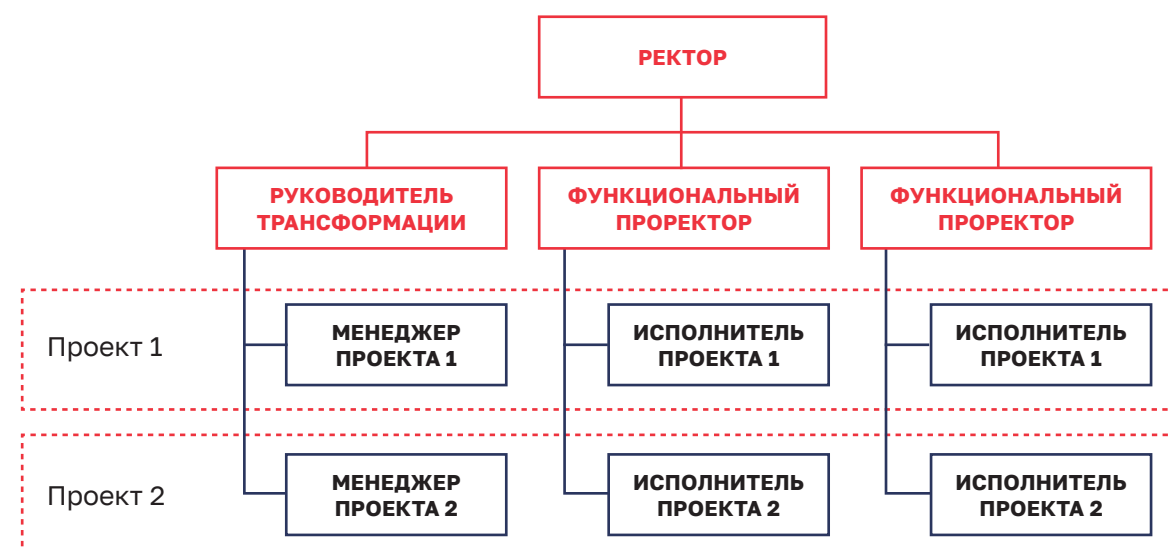 РЕКТОР
РУКОВОДИТЕЛЬ
ТРАНСФОРМАЦИИ
ФУНКЦИОНАЛЬНЫЙ
ПРОРЕКТОР
ФУНКЦИОНАЛЬНЫЙ
ПРОРЕКТОР
Проект 1
МЕНЕДЖЕР
ПРОЕКТА 1
ИСПОЛНИТЕЛЬ
ПРОЕКТА 1
ИСПОЛНИТЕЛЬ
ПРОЕКТА 1
Проект 2
МЕНЕДЖЕР
ПРОЕКТА 2
ИСПОЛНИТЕЛЬ
ПРОЕКТА 2
ИСПОЛНИТЕЛЬ
ПРОЕКТА 2